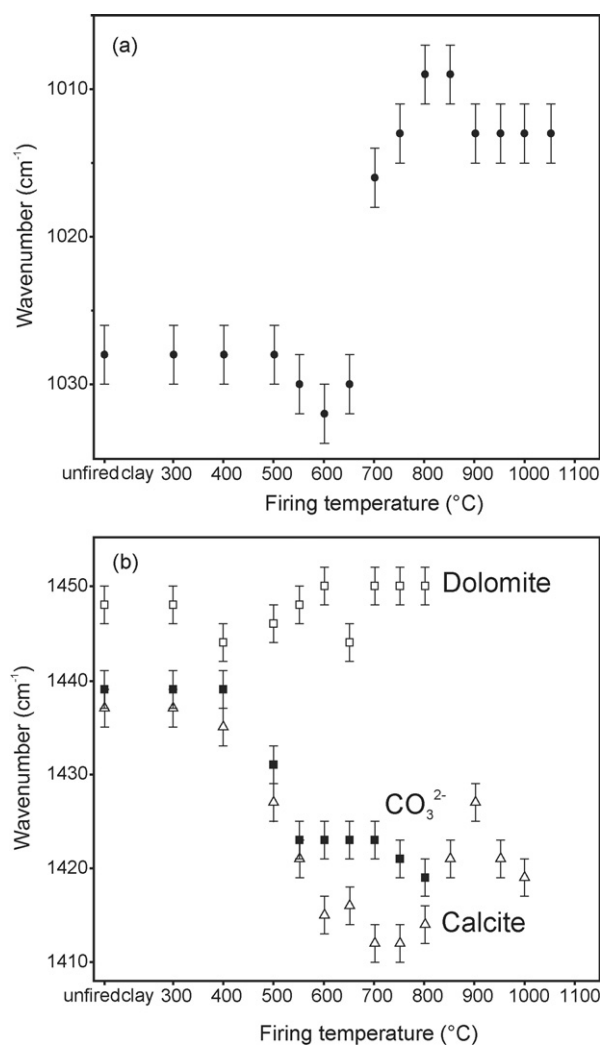 (a)
1010
1020
1030
Wavenumber (cm⁻¹)
unfired clay 300 400 500 600 700 800 900 1000 1100
Firing temperature (°C)
(b)
1450
1440
1430
1420
1410
Wavenumber (cm⁻¹)
Dolomite
CO₃²⁻
Calcite
unfired clay 300 400 500 600 700 800 900 1000 1100
Firing temperature (°C)